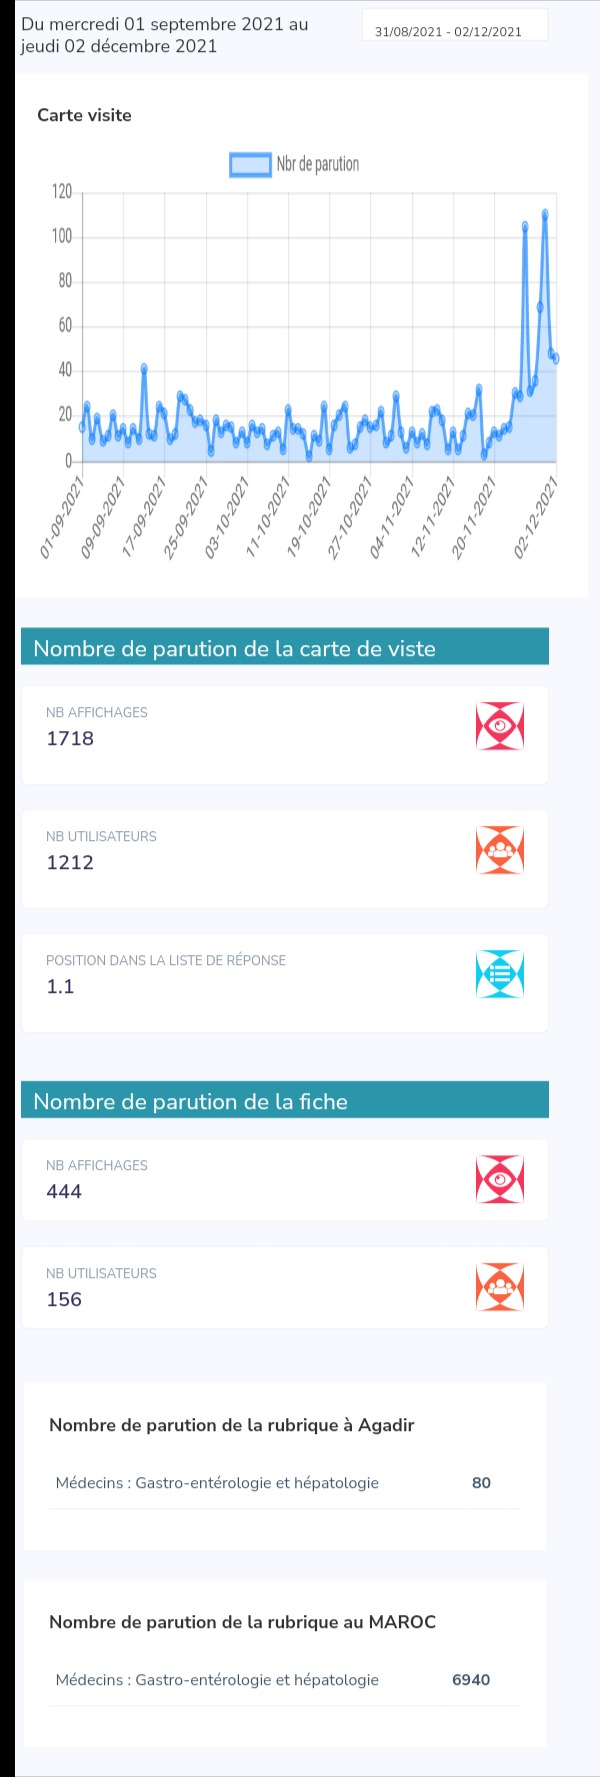 Du mercredi 01 septembre 2021 au
jeudi 02 décembre 2021
31/08/2021 - 02/12/2021
Carte visite
Nbr de parution
120
100
80
60
40
20
0
01-09-2021
09-09-2021
17-09-2021
25-09-2021
03-10-2021
11-10-2021
19-10-2021
27-10-2021
04-11-2021
12-11-2021
20-11-2021
02-12-2021
Nombre de parution de la carte de viste
NB AFFICHAGES
1718
NB UTILISATEURS
1212
POSITION DANS LA LISTE DE RÉPONSE
1.1
Nombre de parution de la fiche
NB AFFICHAGES
444
NB UTILISATEURS
156
Nombre de parution de la rubrique à Agadir
Médecins : Gastro-entérologie et hépatologie 80
Nombre de parution de la rubrique au MAROC
Médecins : Gastro-entérologie et hépatologie 6940